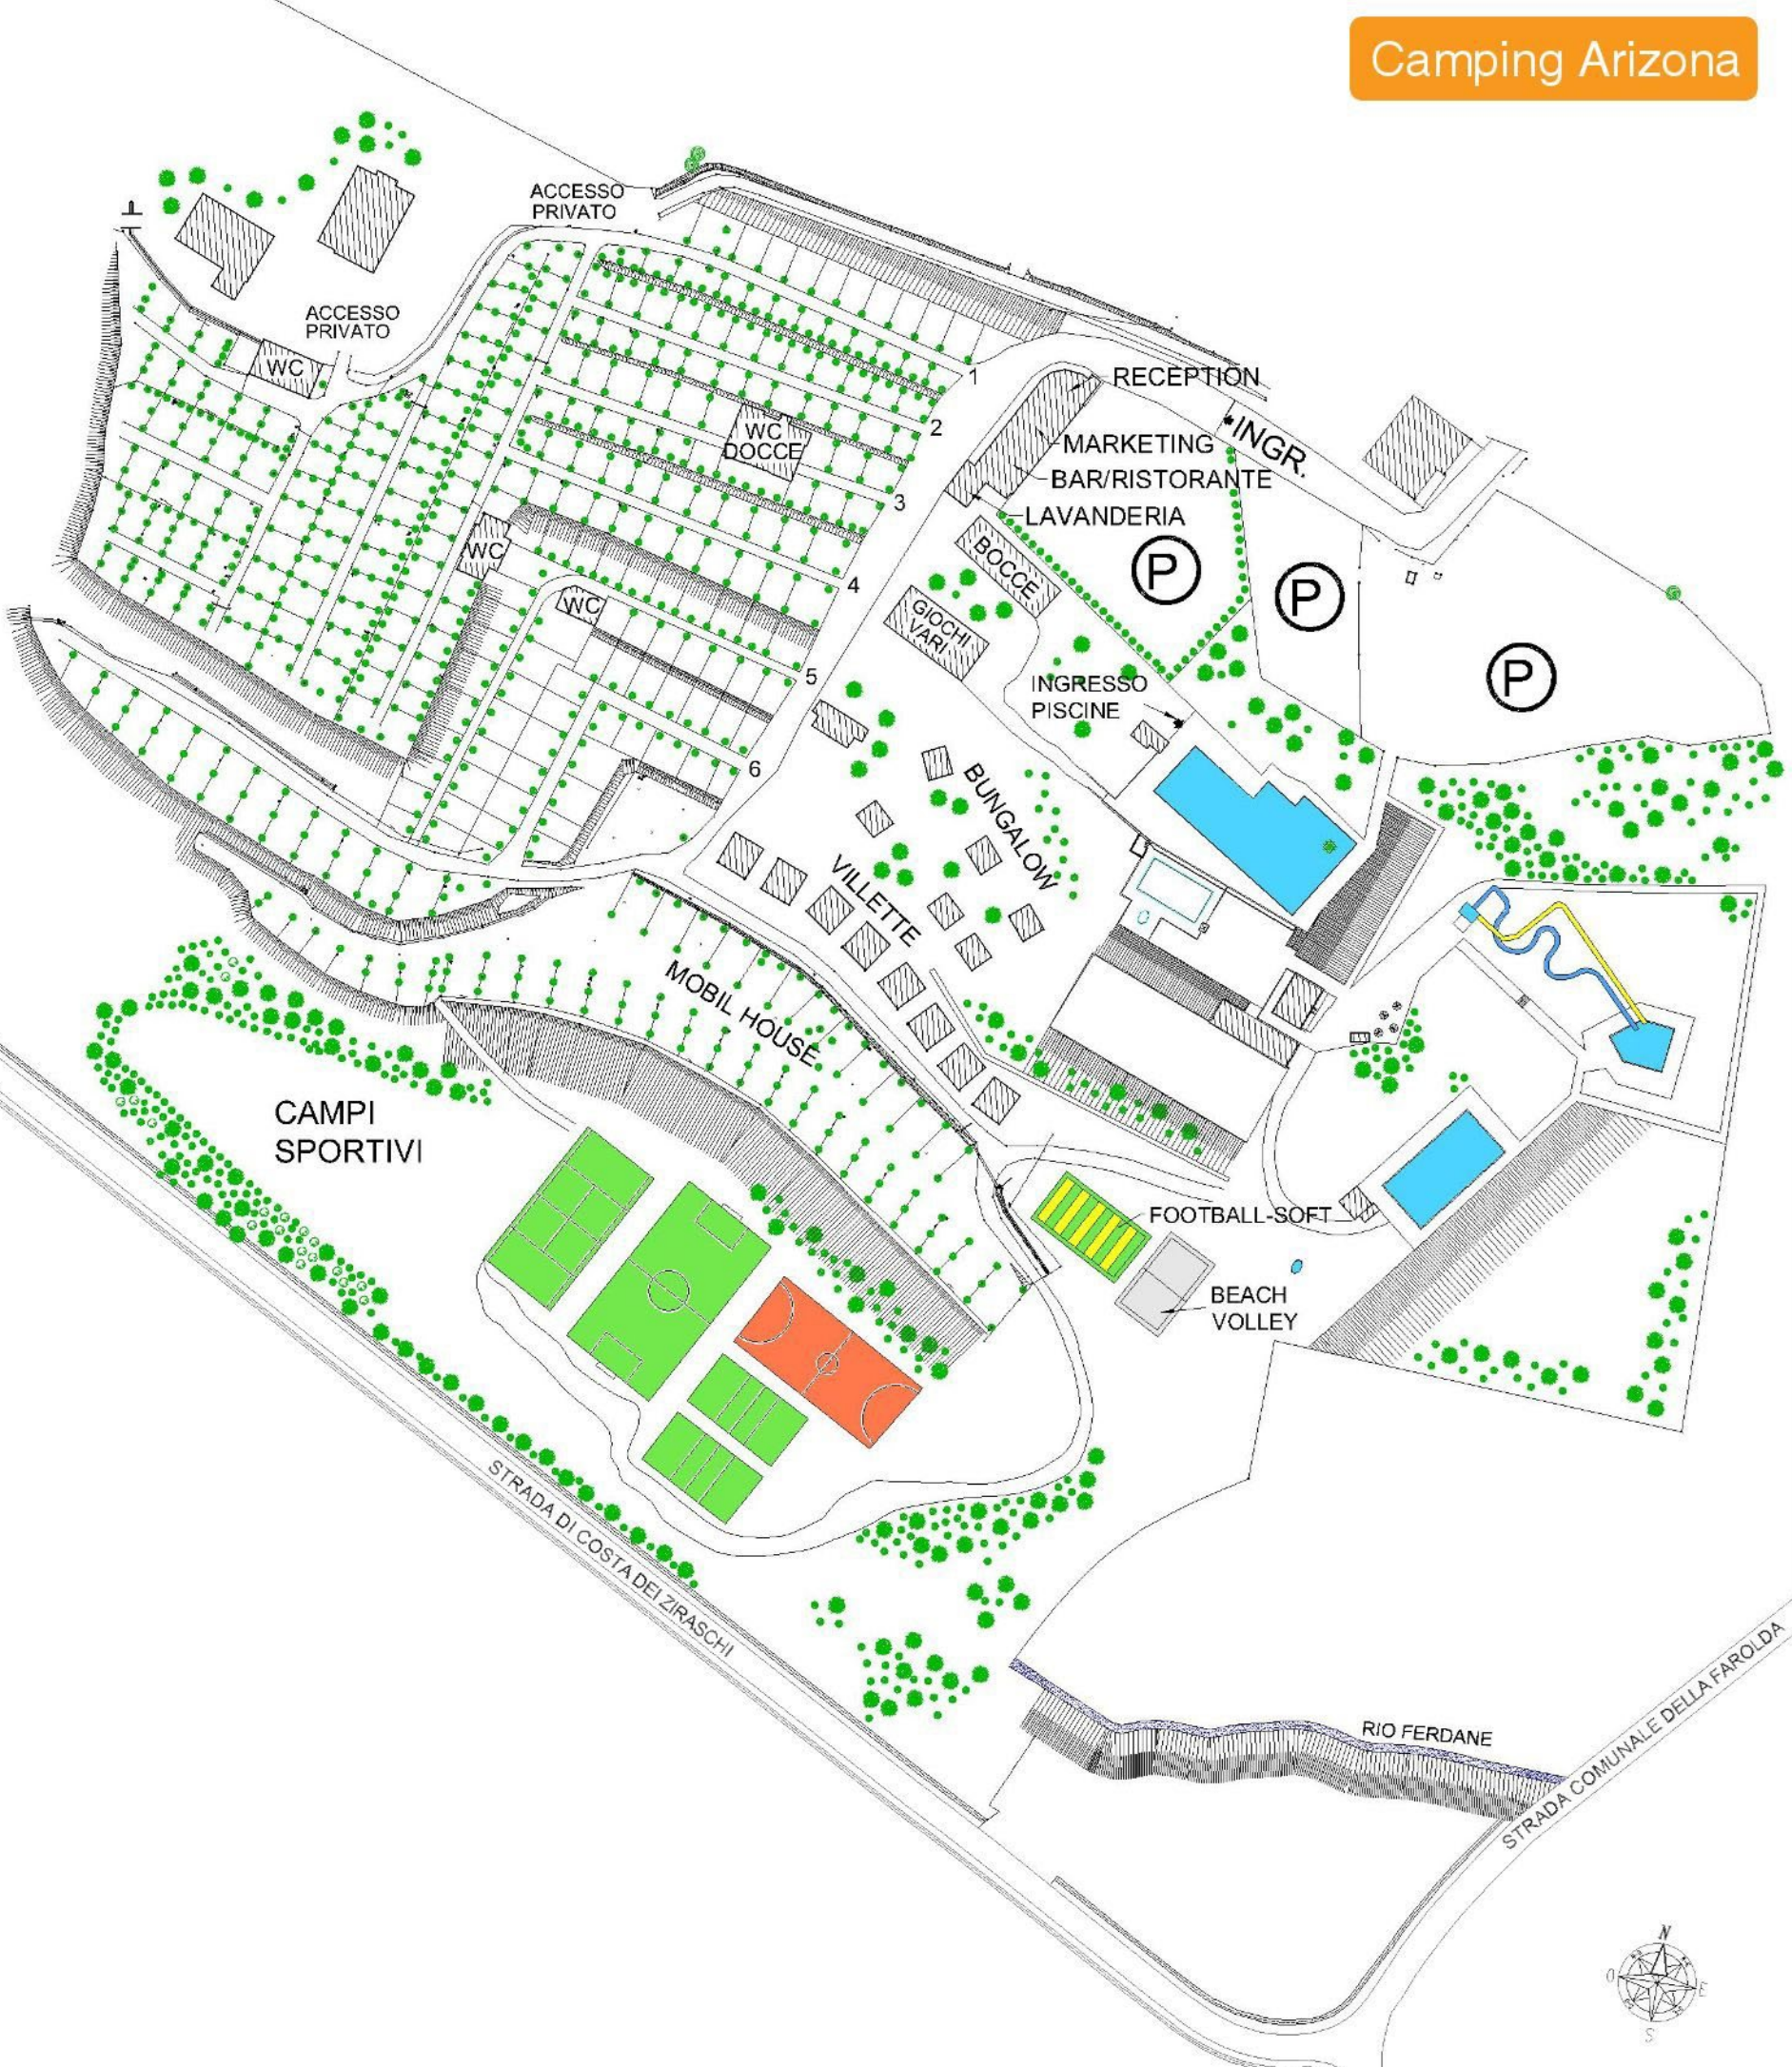 Camping Arizona
ACCESSO
PRIVATO
ACCESSO
PRIVATO
WC
1
RECEPTION
2
WC
DOCCE
MARKETING
INGR.
BAR/RISTORANTE
3
LAVANDERIA
WC
BOCCE
P
P
4
WC
GIOCHI
VARI
5
INGRESSO
PISCINE
P
6
BUNGALOW
VILLETTE
MOBIL HOUSE
CAMPI
SPORTIVI
FOOTBALL-SOFT
BEACH
VOLLEY
STRADA DI COSTA DEI ZIRASCHI
RIO FERDANE
STRADA COMUNALE DELLA FAROLDA
N
O
E
S